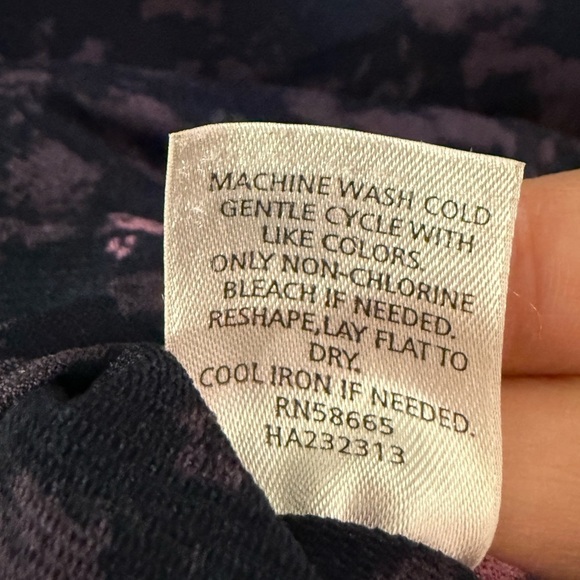 MACHINE WASH COLD
GENTLE CYCLE WITH
LIKE COLORS.
ONLY NON-CHLORINE
BLEACH IF NEEDED.
RESHAPE,LAY FLAT TO
DRY.
COOL IRON IF NEEDED.
RN58665
HA232313